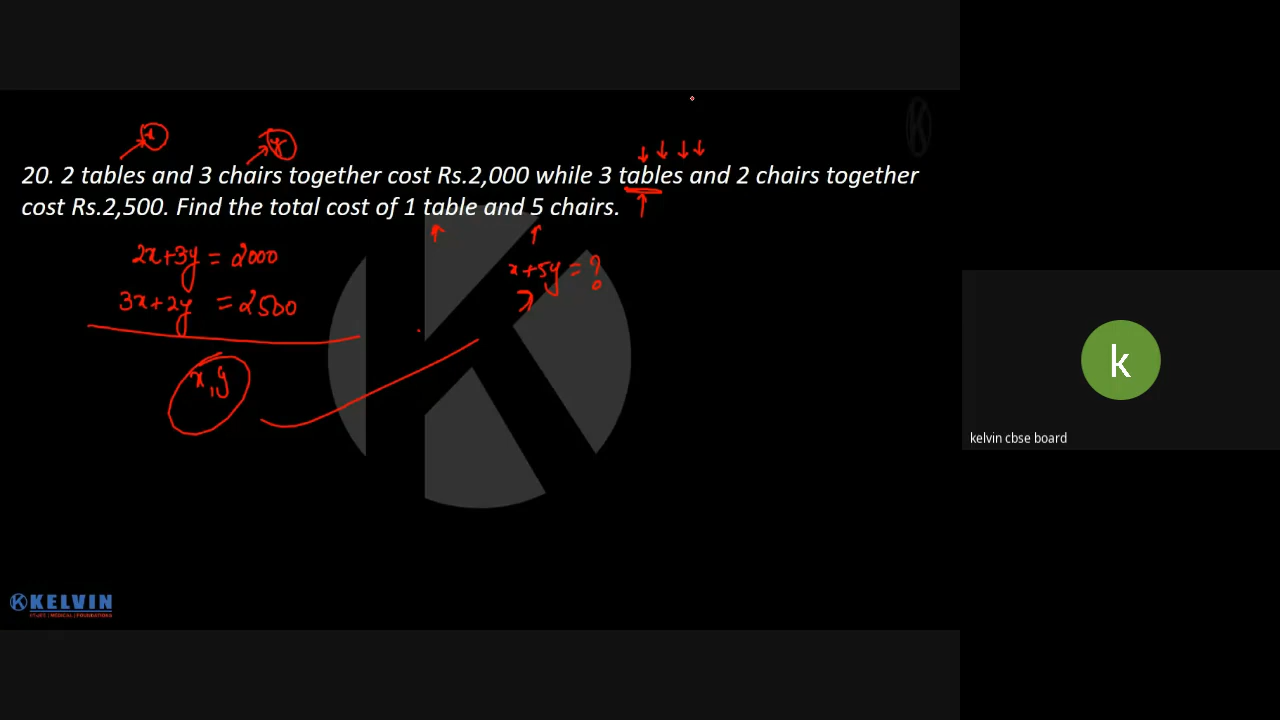 x
y
20. 2 tables and 3 chairs together cost Rs.2,000 while 3 tables and 2 chairs together
cost Rs.2,500. Find the total cost of 1 table and 5 chairs.
2x+3y = 2000
3x+2y = 2500
x+5y = ?
x,y
k
kelvin cbse board
KELVIN